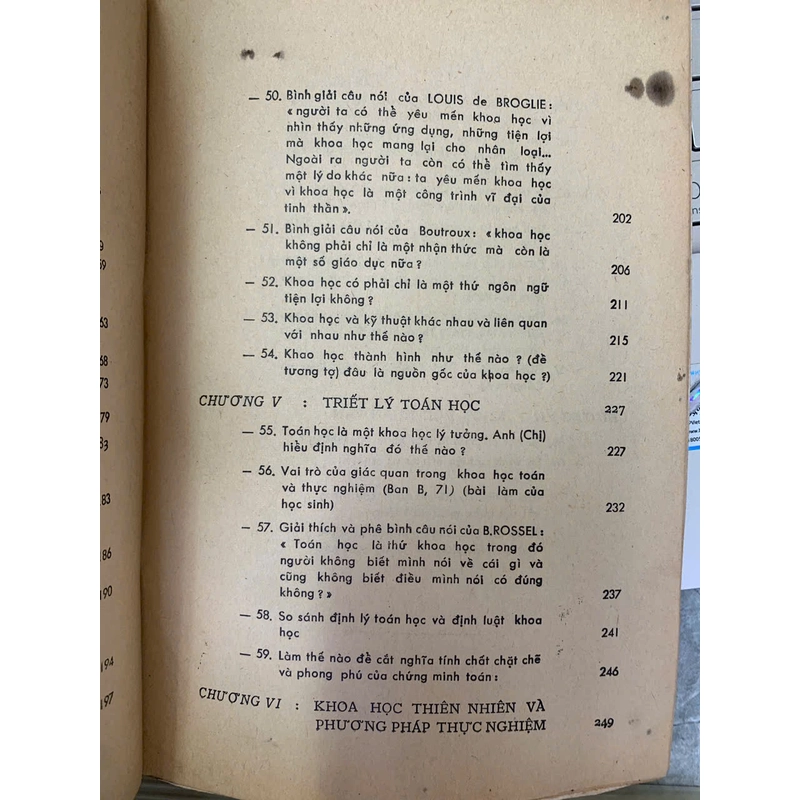 — 50. Bình giải câu nói của LOUIS de BROGLIE :
« người ta có thể yêu mến khoa học vì
nhìn thấy những ứng dụng, những tiện lợi
mà khoa học mang lại cho nhân loại...
Ngoài ra người ta còn có thể tìm thấy
một lý do khác nữa : ta yêu mến khoa học
vì khoa học là một công trình vĩ đại của
tinh thần ». 202
— 51. Bình giải câu nói của Boutroux : « khoa học
không phải chỉ là một nhận thức mà còn là
một số giáo dục nữa ? 206
— 52. Khoa học có phải chỉ là một thứ ngôn ngữ
tiện lợi không ? 211
— 53. Khoa học và kỹ thuật khác nhau và liên quan
với nhau như thế nào ? 215
— 54. Khao học thành hình như thế nào ? (đề
tương tợ) đâu là nguồn gốc của khoa học ?) 221
CHƯƠNG V : TRIẾT LÝ TOÁN HỌC 227
— 55. Toán học là một khoa học lý tưởng. Anh (Chị)
hiểu định nghĩa đó thế nào ? 227
— 56. Vai trò của giác quan trong khoa học toán
và thực nghiệm (Ban B, 71) (bài làm của
học sinh) 232
— 57. Giải thích và phê bình câu nói của B.ROSSEL :
« Toán học là thứ khoa học trong đó
người không biết mình nói về cái gì và
cũng không biết điều mình nói có đúng
không ? » 237
— 58. So sánh định lý toán học và định luật khoa
học 241
— 59. Làm thế nào để cắt nghĩa tính chất chặt chẽ
và phong phú của chứng minh toán : 246
CHƯƠNG VI : KHOA HỌC THIÊN NHIÊN VÀ
PHƯƠNG PHÁP THỰC NGHIỆM 249
59
63
68
73
79
83
83
186
190
194
197